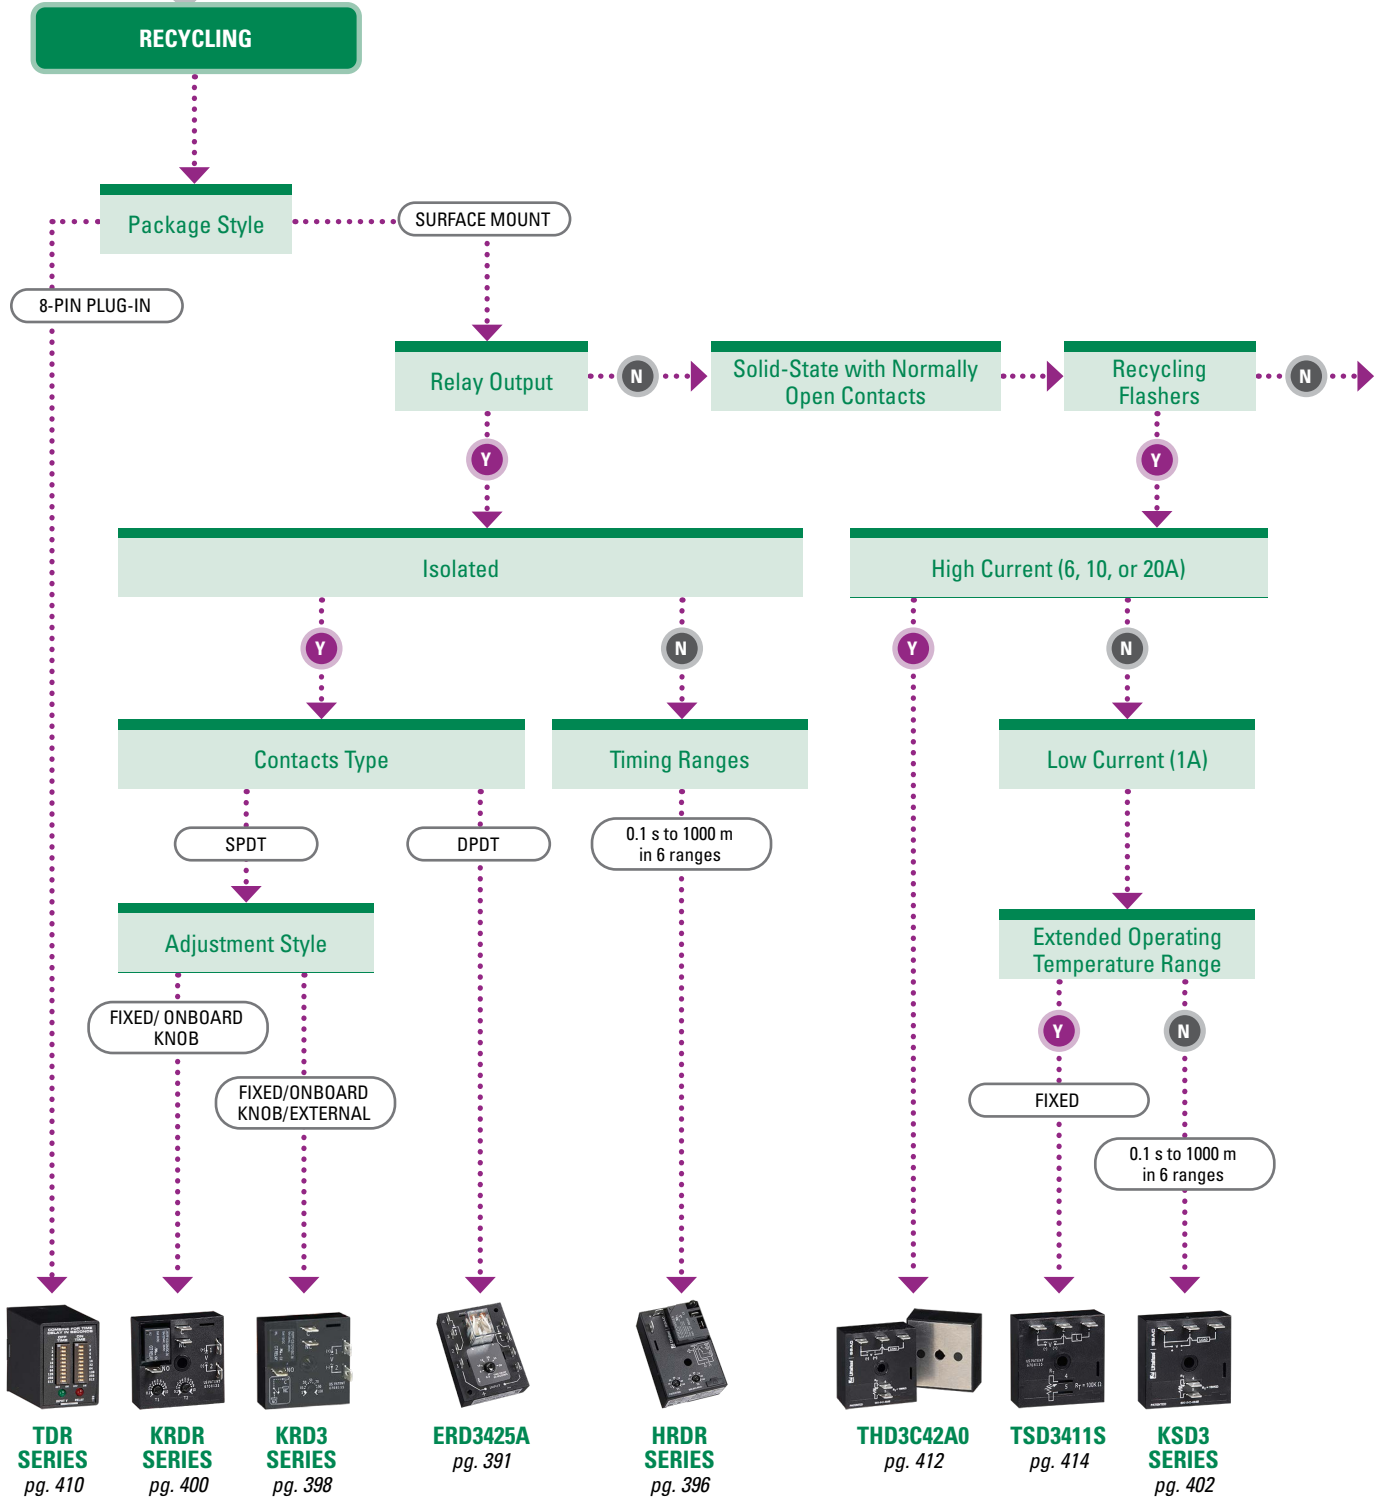 RECYCLING
Package Style
SURFACE MOUNT
8-PIN PLUG-IN
Relay Output
N
Solid-State with Normally
Open Contacts
Recycling
Flashers
N
Y
Y
Isolated
High Current (6, 10, or 20A)
Y
N
Y
N
Contacts Type
Timing Ranges
Low Current (1A)
SPDT
DPDT
0.1 s to 1000 m
in 6 ranges
Adjustment Style
Extended Operating
Temperature Range
FIXED/ ONBOARD
KNOB
Y
N
FIXED/ONBOARD
KNOB/EXTERNAL
FIXED
0.1 s to 1000 m
in 6 ranges
TDR
SERIES
pg. 410
KRDR
SERIES
pg. 400
KRD3
SERIES
pg. 398
ERD3425A
pg. 391
HRDR
SERIES
pg. 396
THD3C42A0
pg. 412
TSD3411S
pg. 414
KSD3
SERIES
pg. 402